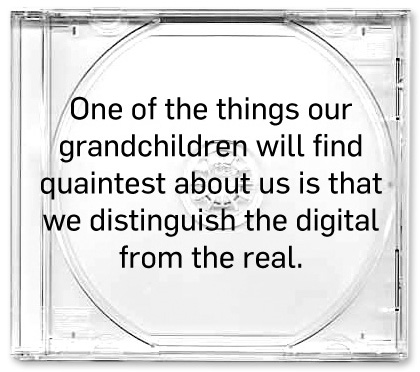 One of the things our
grandchildren will find
quaintest about us is that
we distinguish the digital
from the real.